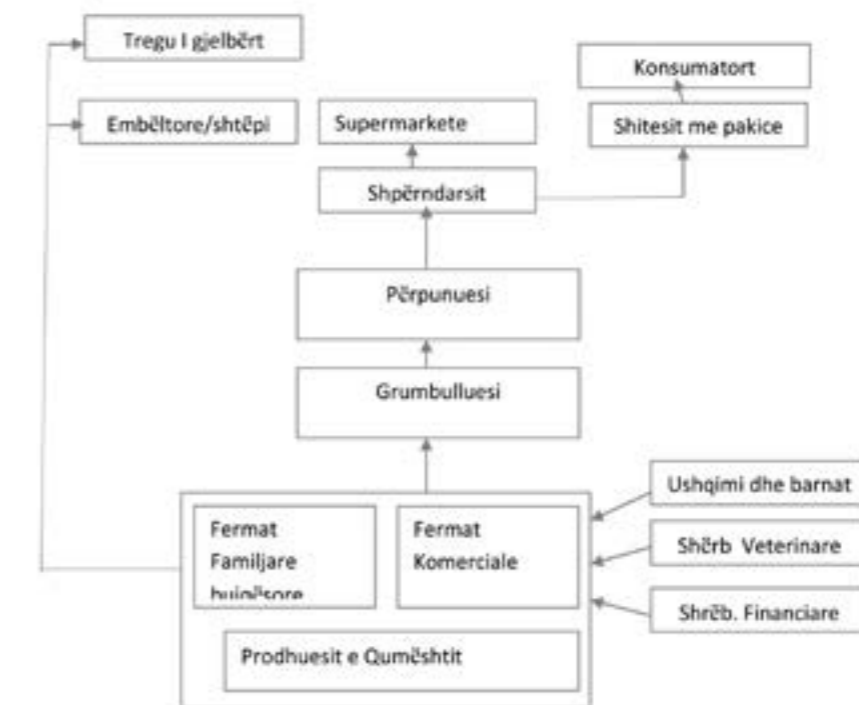 Tregu I gjelbërt
Konsumatort
Embëltore/shtëpi
Supermarkete
Shitesit me pakice
Shpërndarsit
Përpunuesi
Grumbulluesi
Ushqimi dhe barnat
Shërb Veterinare
Shrëb. Financiare
Fermat
Familjare
bujqësore
Fermat
Komerciale
Prodhuesit e Qumështit